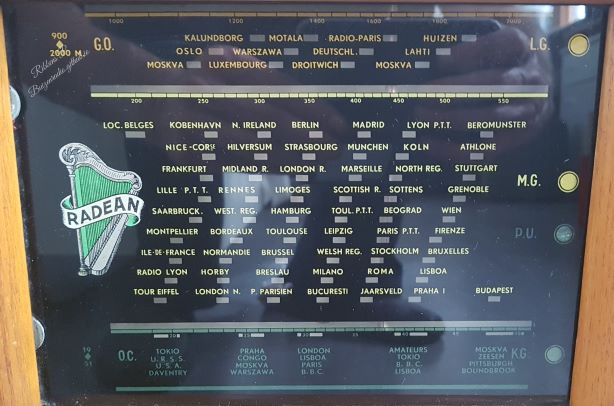 1000 1200 1400 1600 1800 2000
900
2000 M.
G.O.
KALUNDBORG MOTALA RADIO-PARIS HUIZEN
OSLO WARSZAWA DEUTSCHL. LAHTI
MOSKVA LUXEMBOURG DROITWICH MOSKVA
L.G.
200 250 300 350 400 450 500 550
LOC. BELGES KOBENHAVN N. IRELAND BERLIN MADRID LYON P.T.T. BEROMUNSTER
NICE-CORSE HILVERSUM STRASBOURG MUNCHEN KOLN ATHLONE
FRANKFURT MIDLAND R. LONDON R. MARSEILLE NORTH REG. STUTTGART
M.G.
LILLE P.T.T. RENNES LIMOGES SCOTTISH R. SOTTENS GRENOBLE
RADEAN
SAARBRUCK. WEST. REG. HAMBURG TOUL. P.T.T. BEOGRAD WIEN
MONTPELLIER BORDEAUX TOULOUSE LEIPZIG PARIS P.T.T. FIRENZE
P.U.
ILE-DE-FRANCE NORMANDIE BRUSSEL WELSH REG. STOCKHOLM BRUXELLES
RADIO LYON HORBY BRESLAU MILANO ROMA LISBOA
TOUR EIFFEL LONDON N. P. PARISIEN BUCURESTI JAARSVELD PRAHA I BUDAPEST
19
51
O.C.
TOKIO PRAHA LONDON AMATEURS MOSKVA
U.R.S.S. CONGO LISBOA TOKIO ZEESEN
U.S.A. MOSKVA PARIS B.B.C. PITTSBURGH
DAVENTRY WARSZAWA B.B.C. LISBOA BOUNDBROOK
KG.